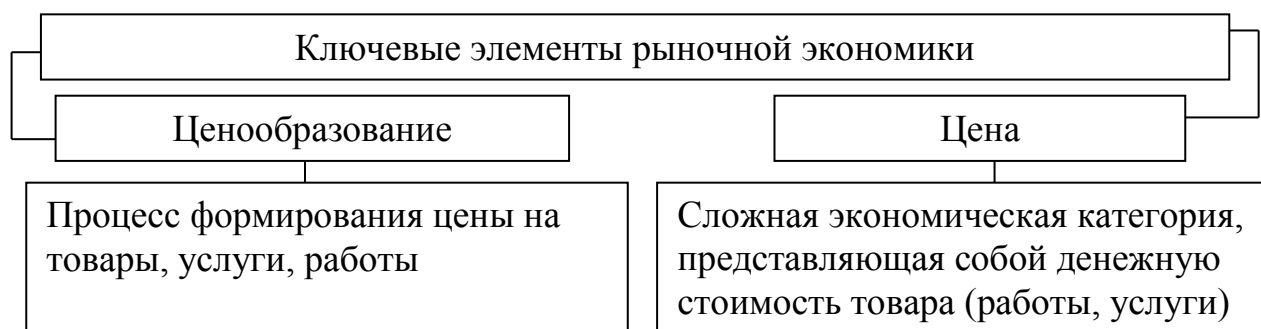 Ключевые элементы рыночной экономики
Ценообразование
Цена
Процесс формирования цены на
товары, услуги, работы
Сложная экономическая категория,
представляющая собой денежную
стоимость товара (работы, услуги)